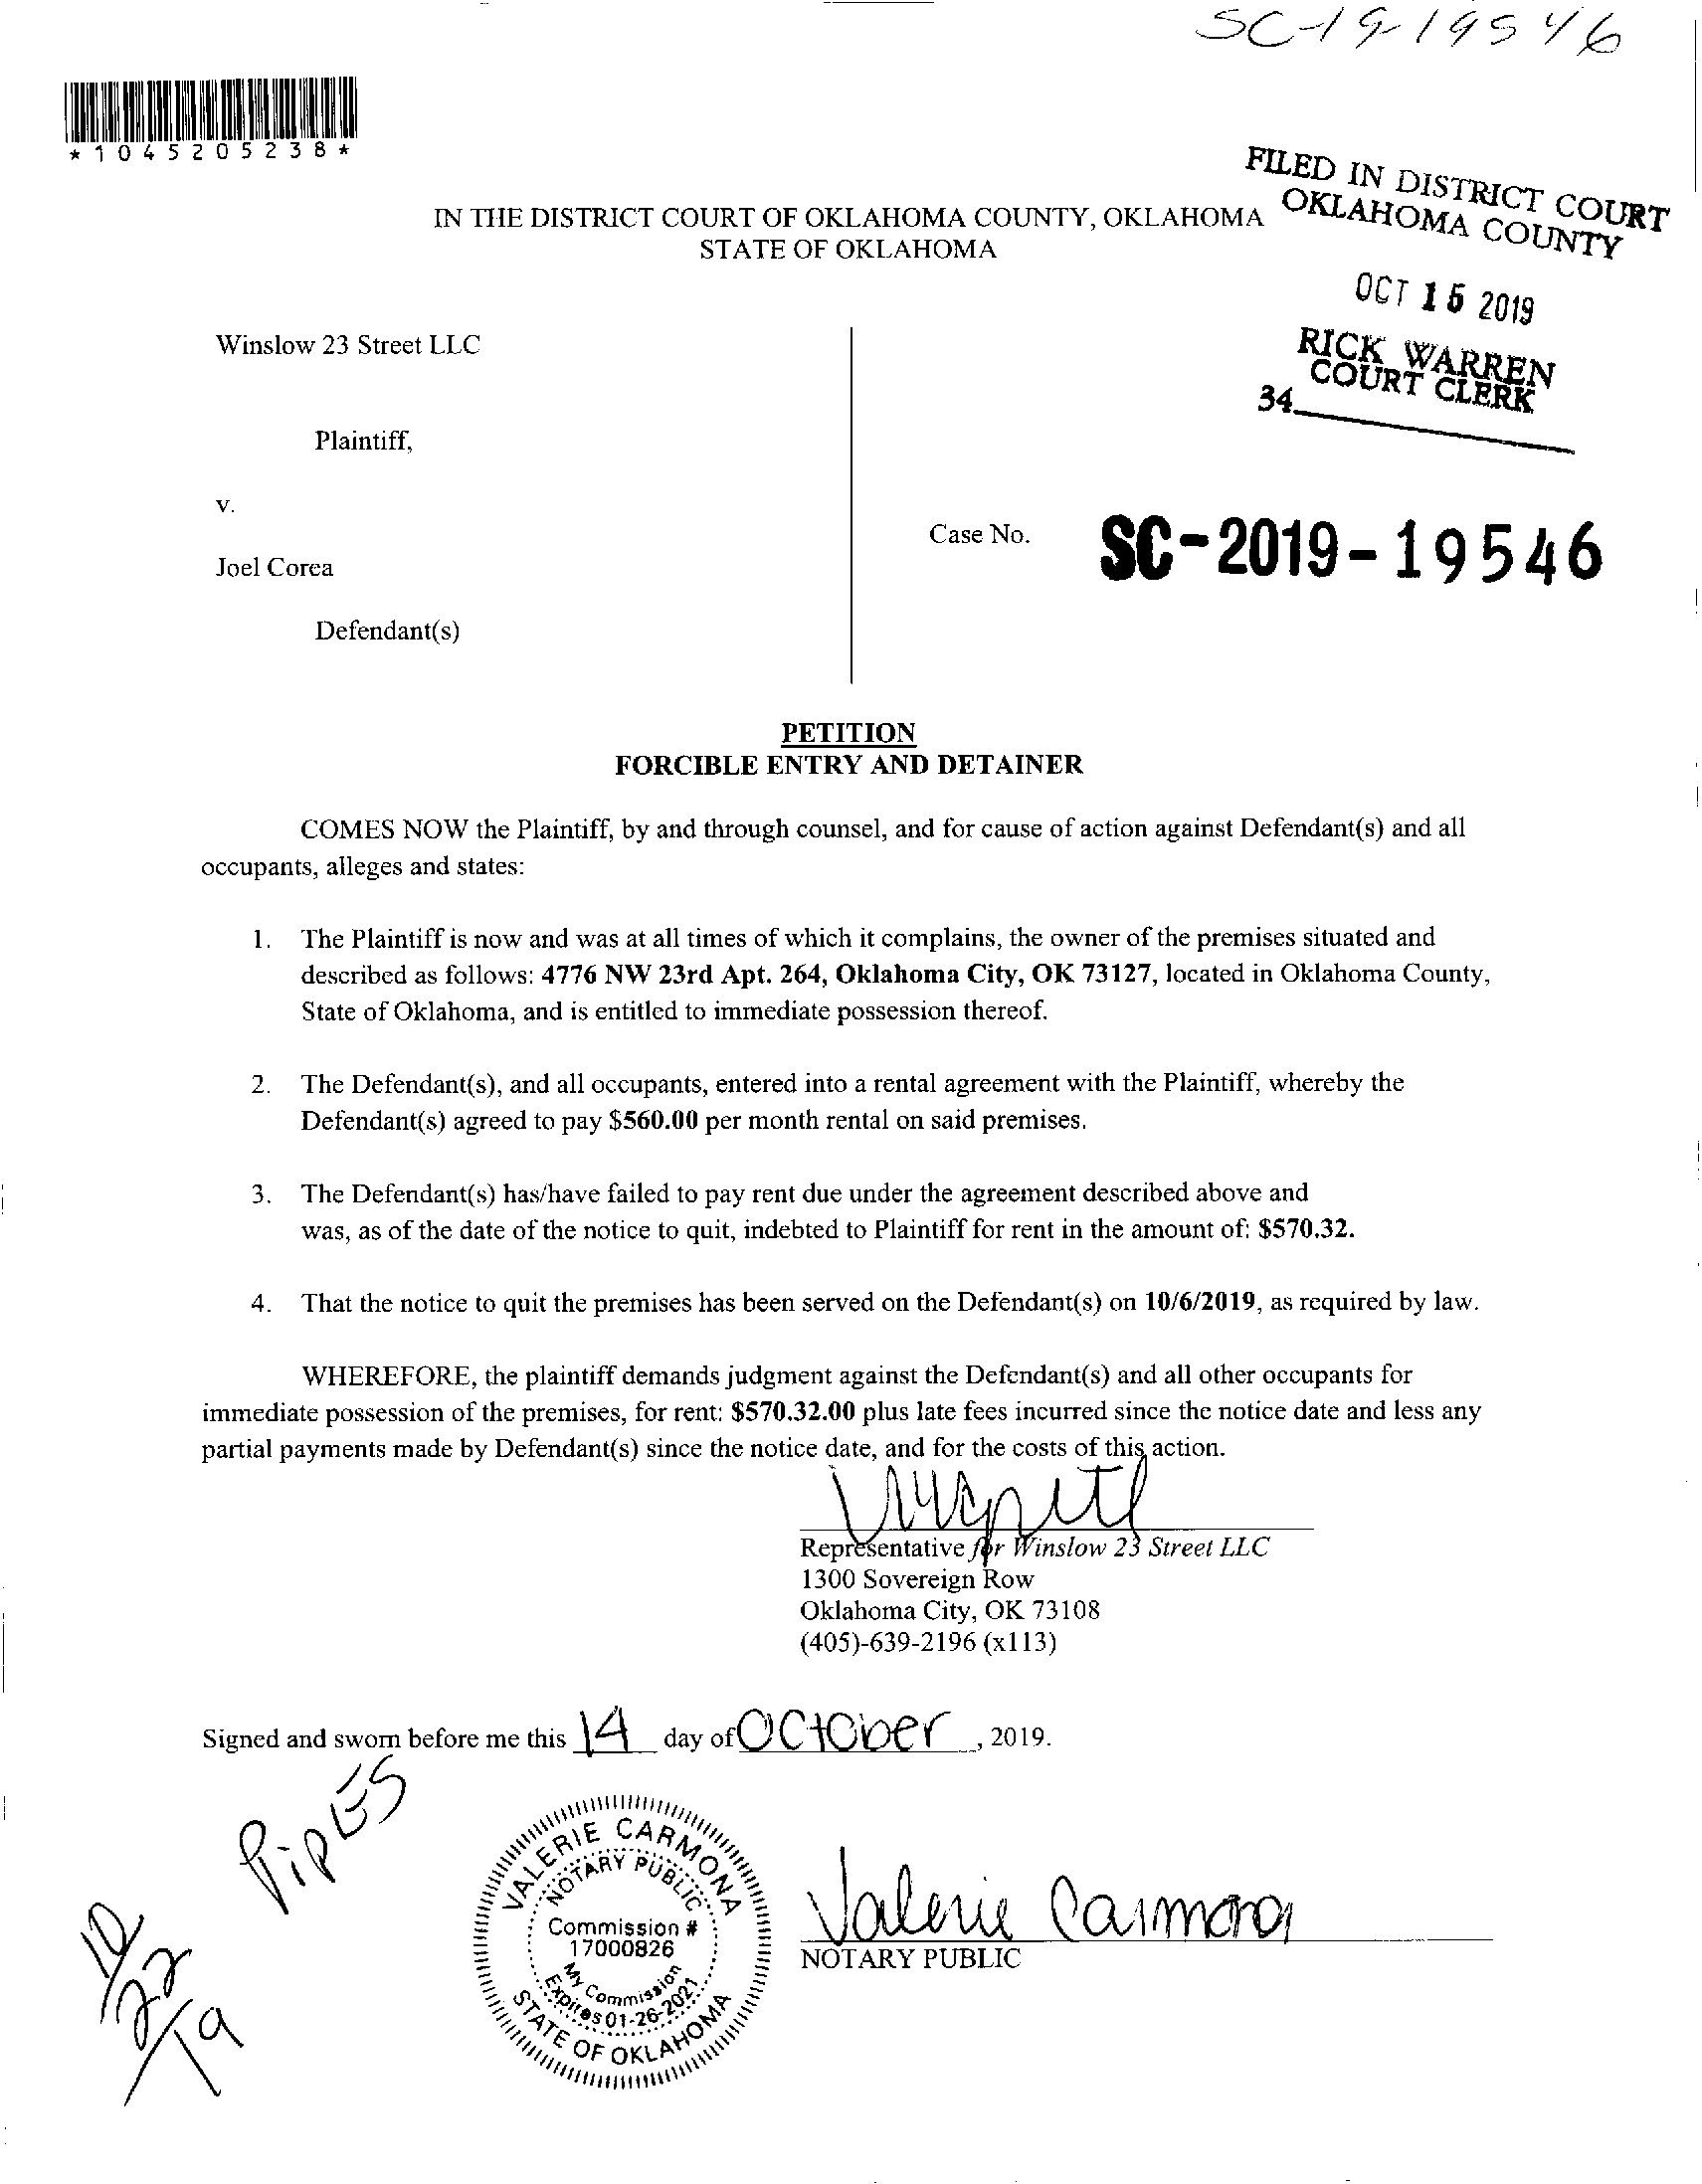 SC-19-19546
*1045205238*
FILED IN DISTRICT COURT
OKLAHOMA COUNTY
IN THE DISTRICT COURT OF OKLAHOMA COUNTY, OKLAHOMA
STATE OF OKLAHOMA
OCT 15 2019
RICK WARREN
COURT CLERK
34
Winslow 23 Street LLC
Plaintiff,
v.
Case No. SC-2019-19546
Joel Corea
Defendant(s)
PETITION
FORCIBLE ENTRY AND DETAINER
COMES NOW the Plaintiff, by and through counsel, and for cause of action against Defendant(s) and all
occupants, alleges and states:
1. The Plaintiff is now and was at all times of which it complains, the owner of the premises situated and
described as follows: 4776 NW 23rd Apt. 264, Oklahoma City, OK 73127, located in Oklahoma County,
State of Oklahoma, and is entitled to immediate possession thereof.
2. The Defendant(s), and all occupants, entered into a rental agreement with the Plaintiff, whereby the
Defendant(s) agreed to pay $560.00 per month rental on said premises.
3. The Defendant(s) has/have failed to pay rent due under the agreement described above and
was, as of the date of the notice to quit, indebted to Plaintiff for rent in the amount of: $570.32.
4. That the notice to quit the premises has been served on the Defendant(s) on 10/6/2019, as required by law.
WHEREFORE, the plaintiff demands judgment against the Defendant(s) and all other occupants for
immediate possession of the premises, for rent: $570.32.00 plus late fees incurred since the notice date and less any
partial payments made by Defendant(s) since the notice date, and for the costs of this action.
Representative for Winslow 23 Street LLC
1300 Sovereign Row
Oklahoma City, OK 73108
(405)-639-2196 (x113)
Signed and sworn before me this 14 day of October, 2019.
Pipes
10/22/19
VALERIE CARMONA
NOTARY PUBLIC
Commission #
17000826
My Commission
Expires 01-26-2021
STATE OF OKLAHOMA
Valerie Carmona
NOTARY PUBLIC